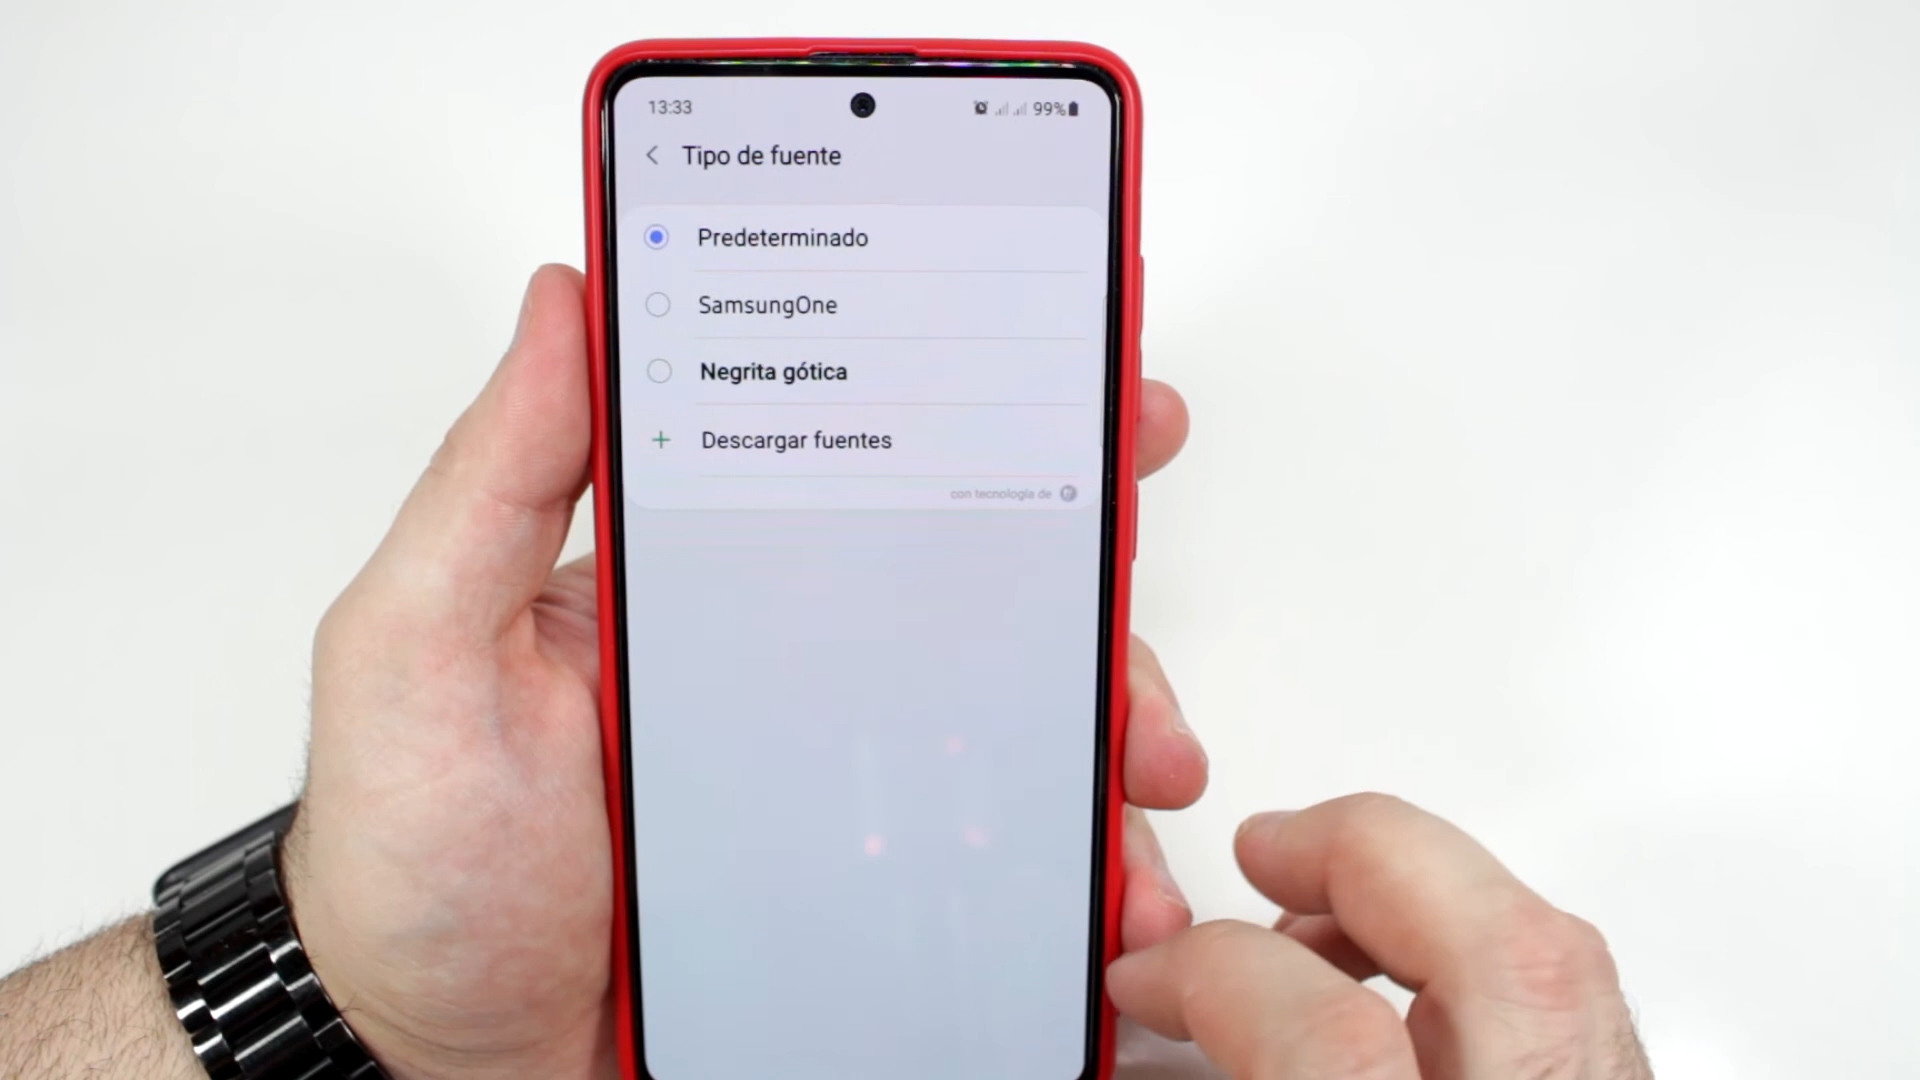 13:33
99%
Tipo de fuente
Predeterminado
SamsungOne
Negrita gótica
Descargar fuentes
con tecnología de